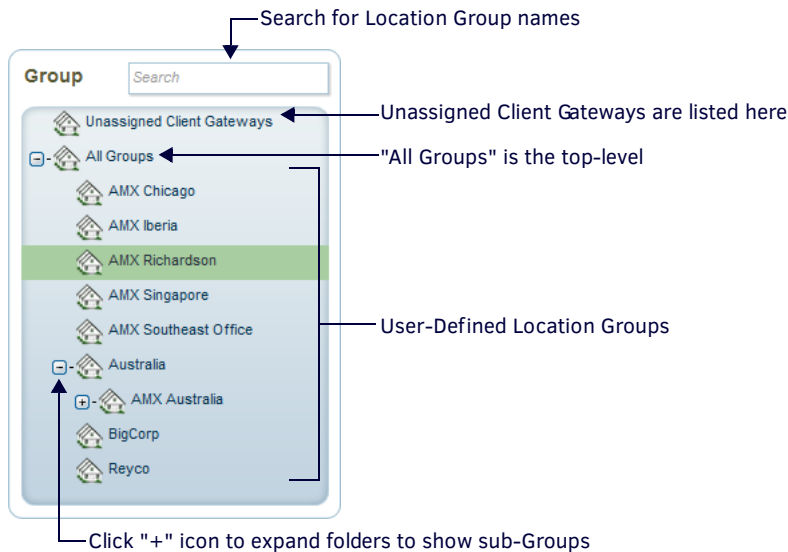 Search for Location Group names
Group
Search
Unassigned Client Gateways
Unassigned Client Gateways are listed here
All Groups
"All Groups" is the top-level
AMX Chicago
AMX Iberia
AMX Richardson
AMX Singapore
AMX Southeast Office
User-Defined Location Groups
Australia
AMX Australia
BigCorp
Reyco
Click "+" icon to expand folders to show sub-Groups